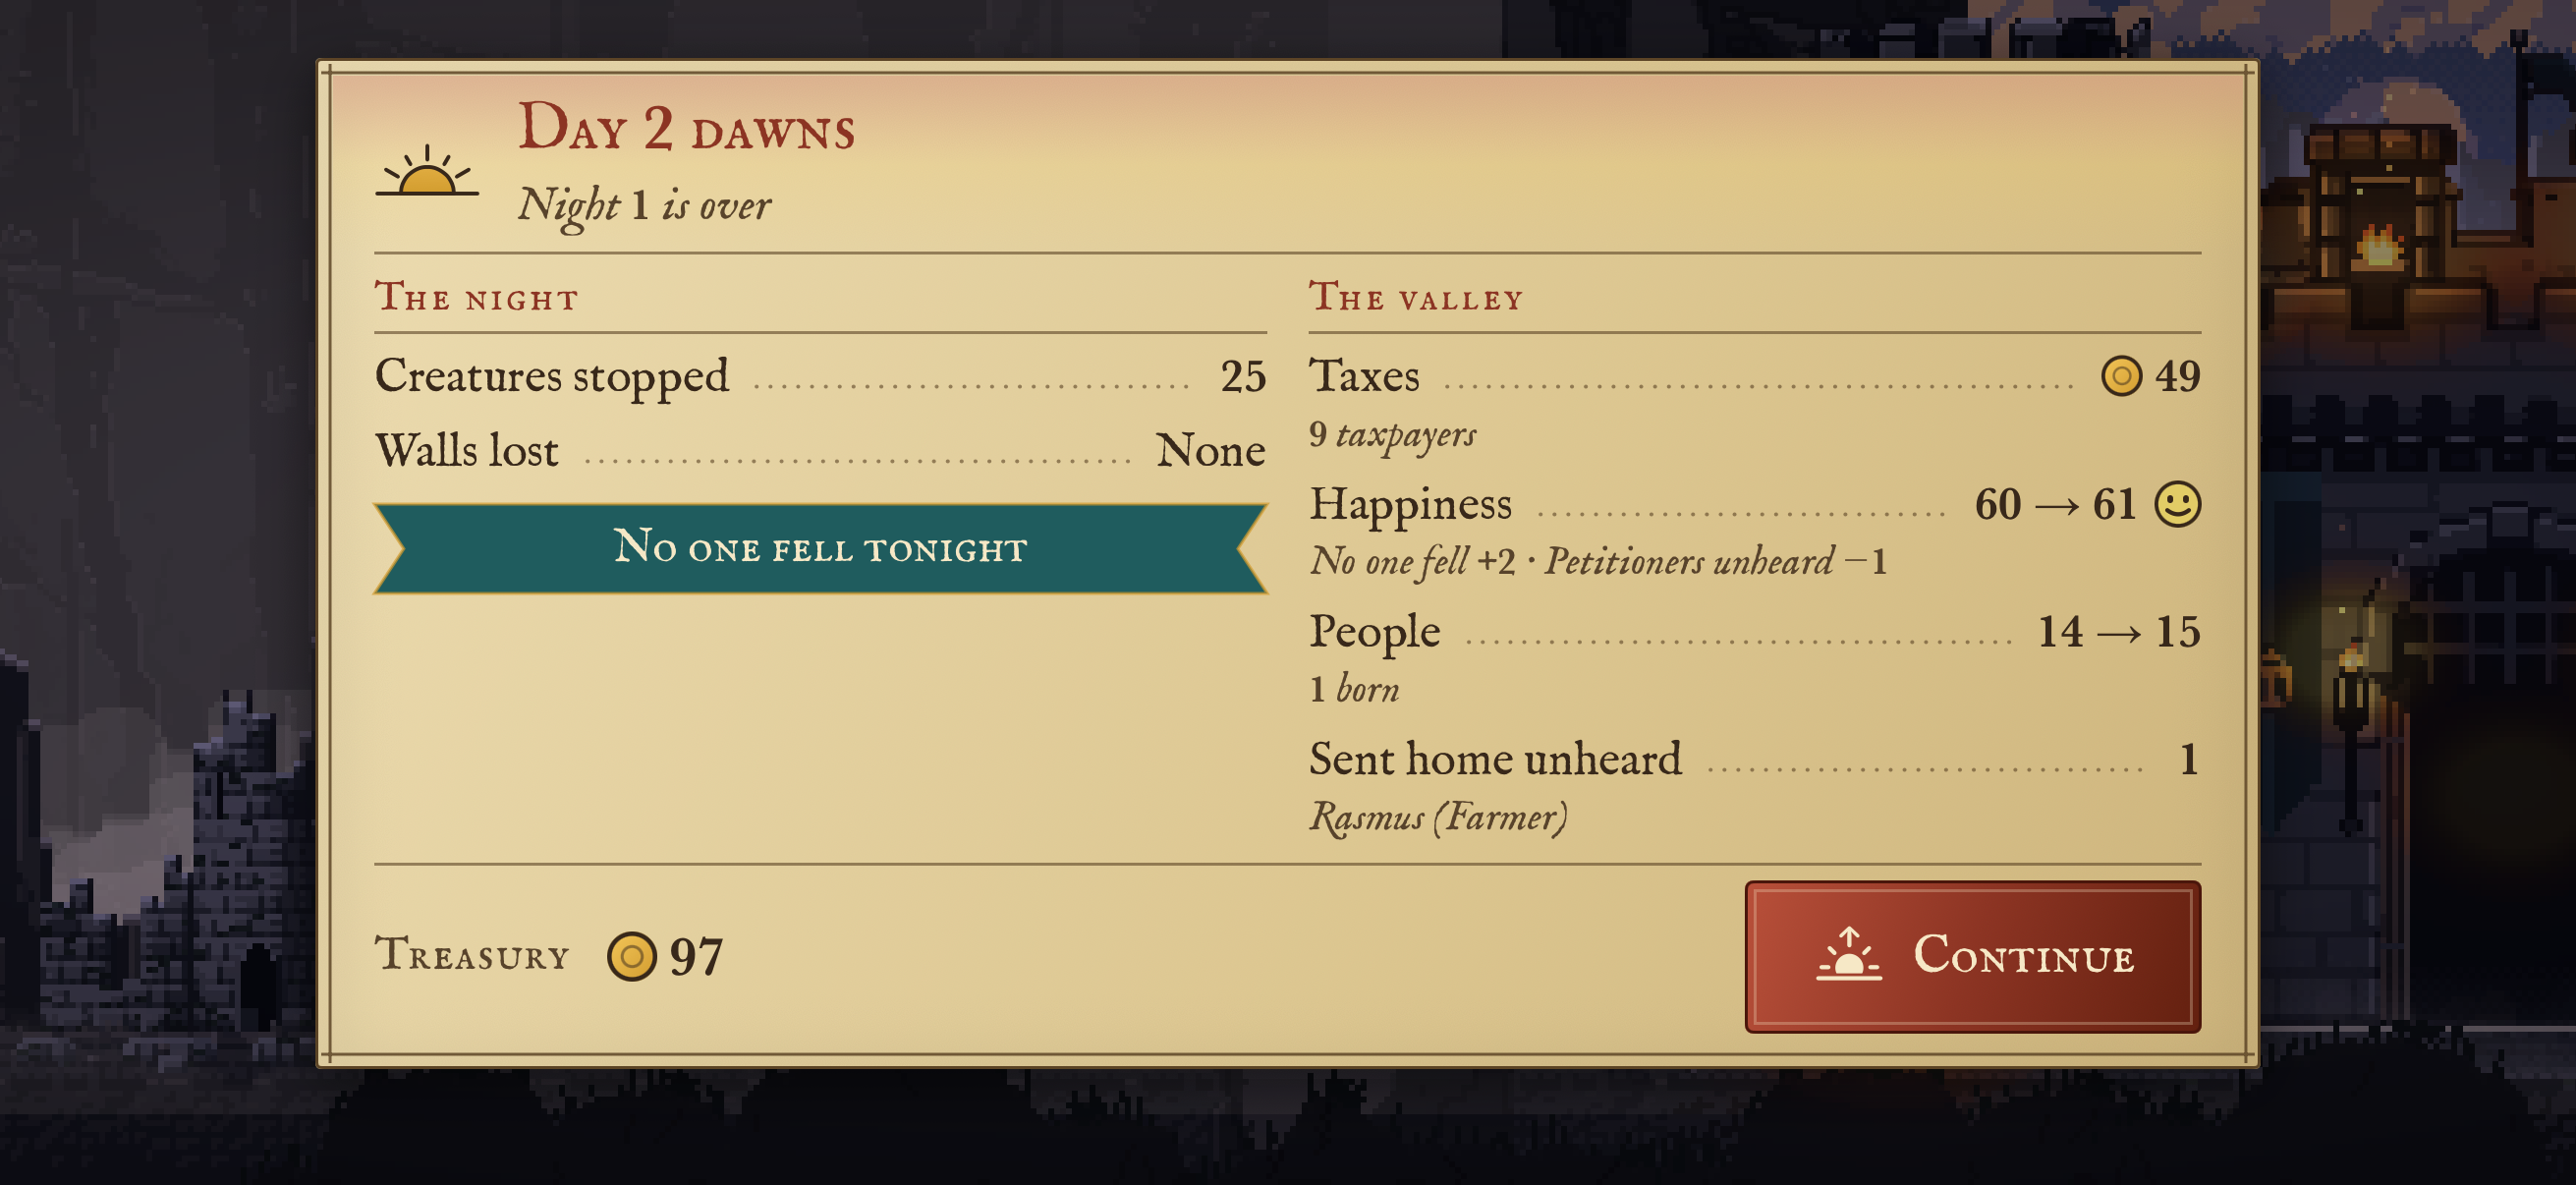 Day 2 dawns
Night 1 is over
The night
Creatures stopped 25
Walls lost None
No one fell tonight
The valley
Taxes 49
9 taxpayers
Happiness 60 → 61
No one fell +2 · Petitioners unheard −1
People 14 → 15
1 born
Sent home unheard 1
Rasmus (Farmer)
Treasury 97
Continue